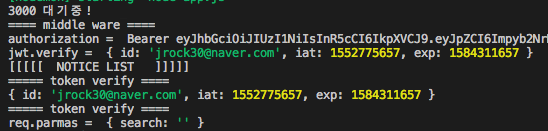 3000 대기중 !
==== middle ware ====
authorization =  Bearer eyJhbGciOiJIUzI1NiIsInR5cCI6IkpXVCJ9.eyJpZCI6Impyb2
jwt.verify =  { id: 'jrock30@naver.com', iat: 1552775657, exp: 1584311657 }
[[[[[  NOTICE LIST   ]]]]]
===== token verify ====
{ id: 'jrock30@naver.com', iat: 1552775657, exp: 1584311657 }
===== token verify ====
req.parmas =  { search: '' }